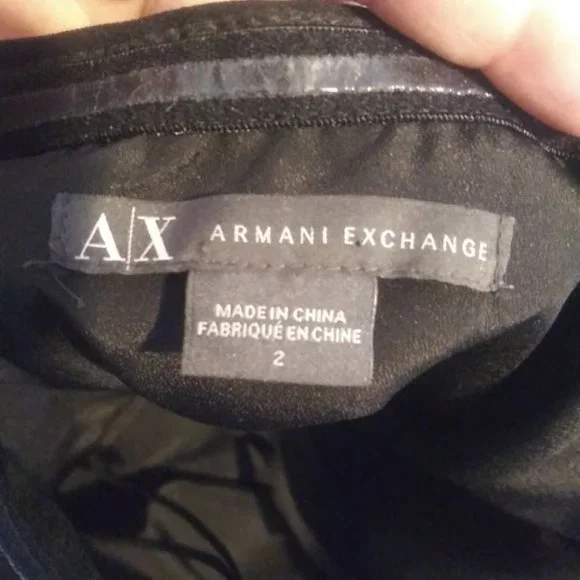 A|X ARMANI EXCHANGE
MADE IN CHINA
FABRIQUÉ EN CHINE
2